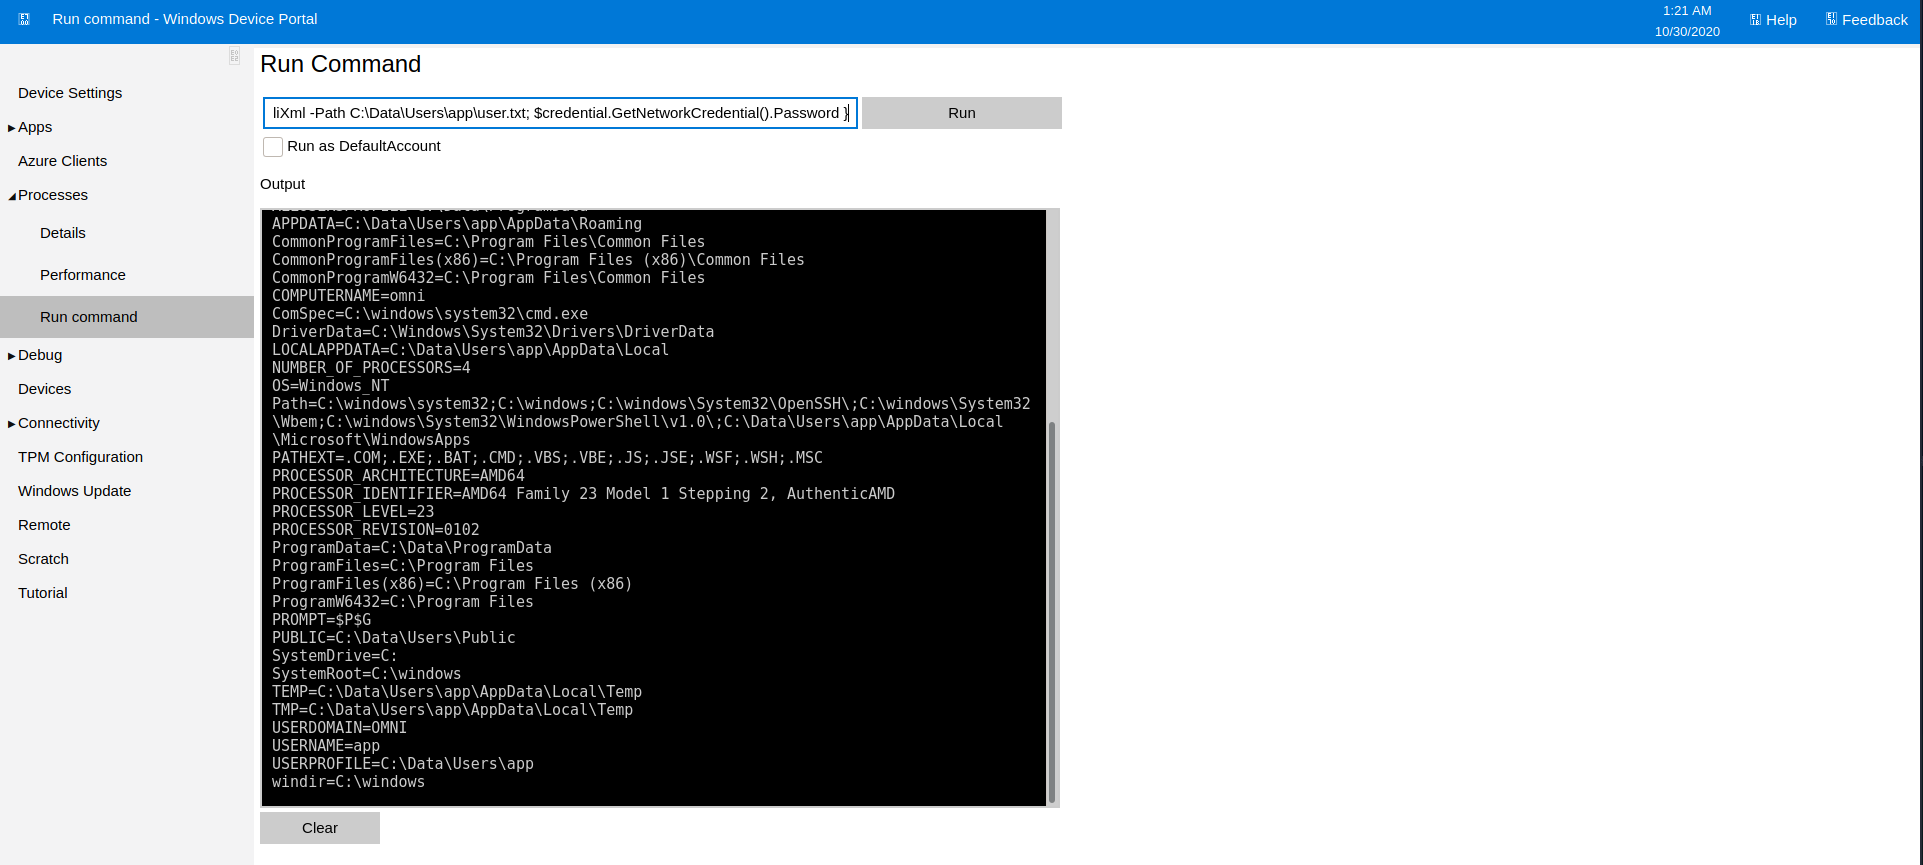 Run command - Windows Device Portal
1:21 AM
10/30/2020
Help
Feedback
Device Settings
Apps
Azure Clients
Processes
Details
Performance
Run command
Debug
Devices
Connectivity
TPM Configuration
Windows Update
Remote
Scratch
Tutorial
Run Command
liXml -Path C:\Data\Users\app\user.txt; $credential.GetNetworkCredential().Password }
Run
Run as DefaultAccount
Output
APPDATA=C:\Data\Users\app\AppData\Roaming
CommonProgramFiles=C:\Program Files\Common Files
CommonProgramFiles(x86)=C:\Program Files (x86)\Common Files
CommonProgramW6432=C:\Program Files\Common Files
COMPUTERNAME=omni
ComSpec=C:\windows\system32\cmd.exe
DriverData=C:\Windows\System32\Drivers\DriverData
LOCALAPPDATA=C:\Data\Users\app\AppData\Local
NUMBER_OF_PROCESSORS=4
OS=Windows_NT
Path=C:\windows\system32;C:\windows;C:\windows\System32\OpenSSH\;C:\windows\System32
\Wbem;C:\windows\System32\WindowsPowerShell\v1.0\;C:\Data\Users\app\AppData\Local
\Microsoft\WindowsApps
PATHEXT=.COM;.EXE;.BAT;.CMD;.VBS;.VBE;.JS;.JSE;.WSF;.WSH;.MSC
PROCESSOR_ARCHITECTURE=AMD64
PROCESSOR_IDENTIFIER=AMD64 Family 23 Model 1 Stepping 2, AuthenticAMD
PROCESSOR_LEVEL=23
PROCESSOR_REVISION=0102
ProgramData=C:\Data\ProgramData
ProgramFiles=C:\Program Files
ProgramFiles(x86)=C:\Program Files (x86)
ProgramW6432=C:\Program Files
PROMPT=$P$G
PUBLIC=C:\Data\Users\Public
SystemDrive=C:
SystemRoot=C:\windows
TEMP=C:\Data\Users\app\AppData\Local\Temp
TMP=C:\Data\Users\app\AppData\Local\Temp
USERDOMAIN=OMNI
USERNAME=app
USERPROFILE=C:\Data\Users\app
windir=C:\windows
Clear